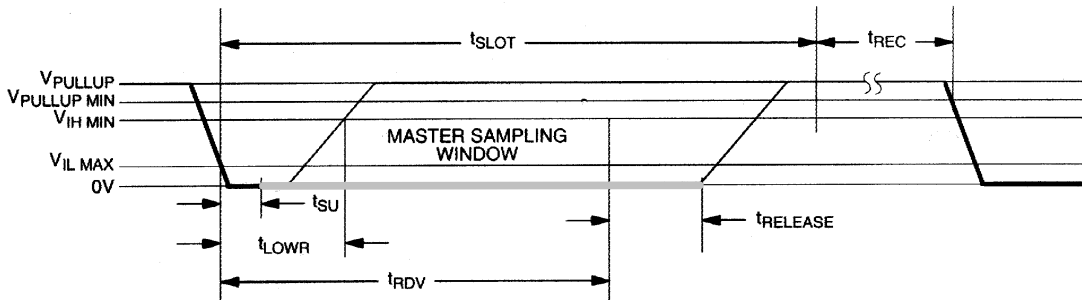 tSLOT
tREC
VPULLUP
VPULLUP MIN
VIH MIN
MASTER SAMPLING
WINDOW
VIL MAX
0V
tSU
tRELEASE
tLOWR
tRDV